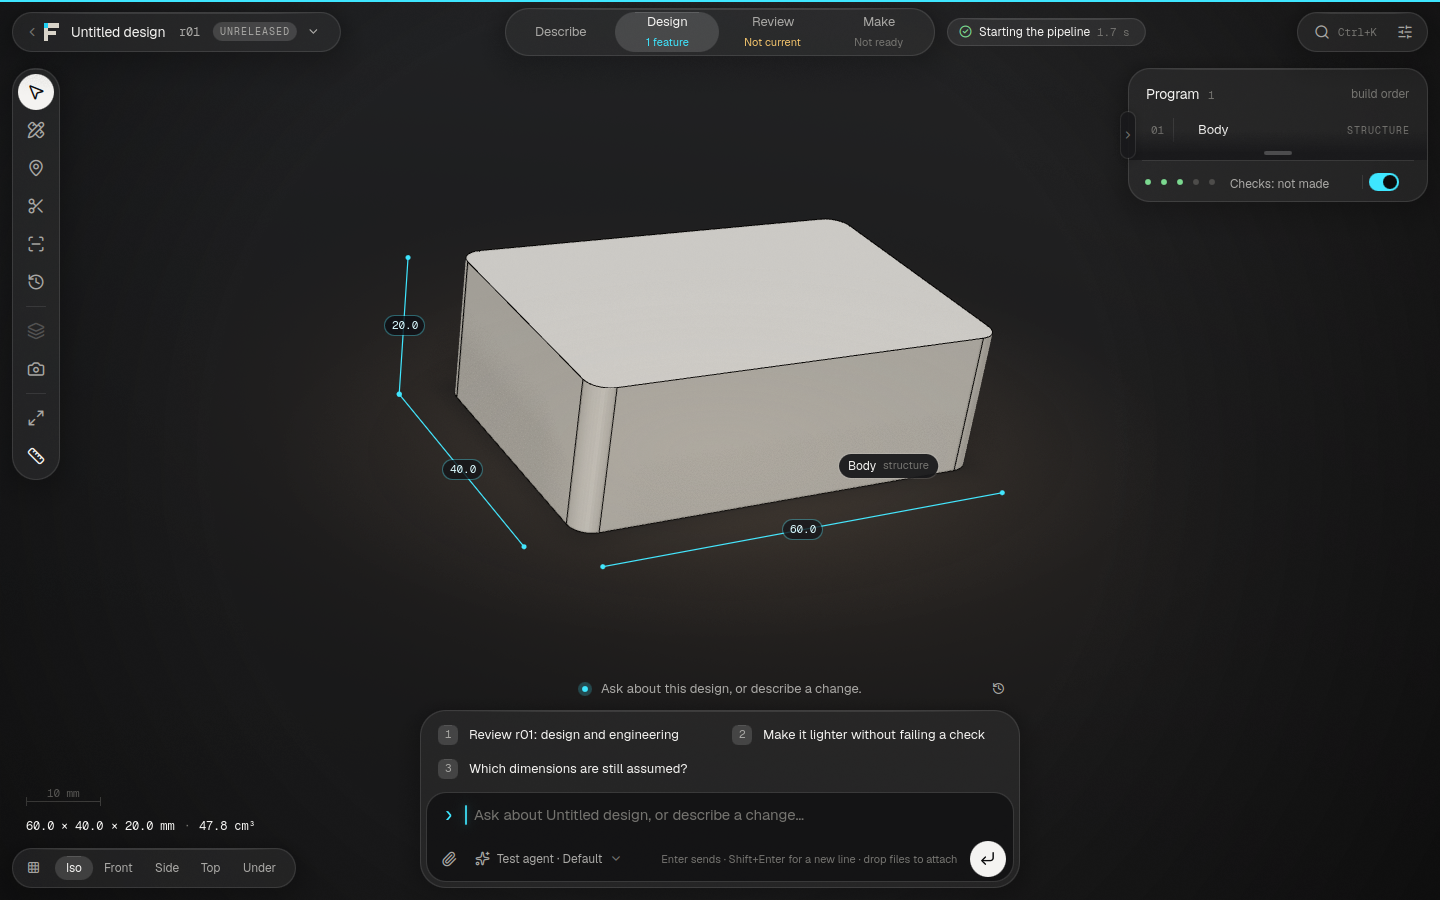 Untitled design r01 UNRELEASED
Describe
Design
1 feature
Review
Not current
Make
Not ready
Starting the pipeline 1.7 s
Ctrl+K
Program 1 build order
01 Body STRUCTURE
Checks: not made
20.0
40.0
60.0
Body structure
Ask about this design, or describe a change.
1 Review r01: design and engineering
2 Make it lighter without failing a check
3 Which dimensions are still assumed?
Ask about Untitled design, or describe a change...
Test agent · Default
Enter sends · Shift+Enter for a new line · drop files to attach
10 mm
60.0 × 40.0 × 20.0 mm · 47.8 cm³
Iso Front Side Top Under